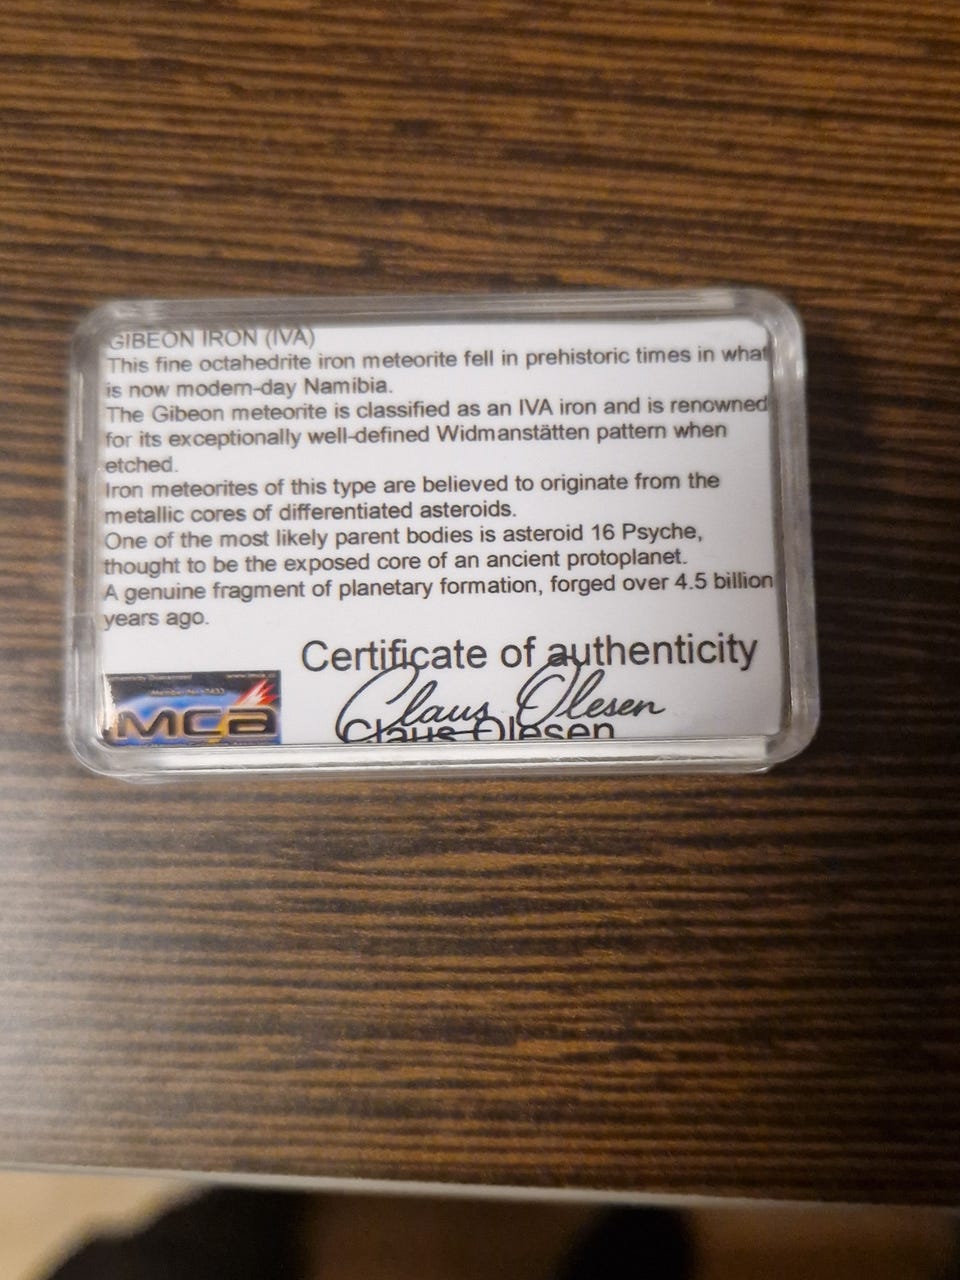 GIBEON IRON (IVA)
This fine octahedrite iron meteorite fell in prehistoric times in what
is now modern-day Namibia.
The Gibeon meteorite is classified as an IVA iron and is renowned
for its exceptionally well-defined Widmanstätten pattern when
etched.
Iron meteorites of this type are believed to originate from the
metallic cores of differentiated asteroids.
One of the most likely parent bodies is asteroid 16 Psyche,
thought to be the exposed core of an ancient protoplanet.
A genuine fragment of planetary formation, forged over 4.5 billion
years ago.
Certificate of authenticity
Claus Olesen
Claus Olesen
MCA